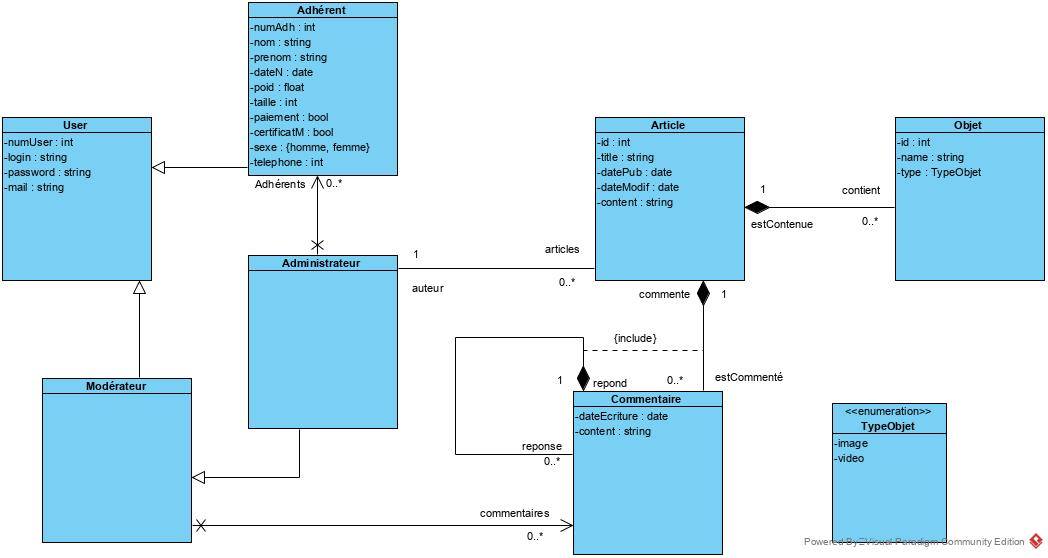 Adhérent
-numAdh : int
-nom : string
-prenom : string
-dateN : date
-poid : float
-taille : int
-paiement : bool
-certificatM : bool
-sexe : {homme, femme}
-telephone : int
User
-numUser : int
-login : string
-password : string
-mail : string
Adhérents
0..*
Administrateur
1
auteur
articles
0..*
Article
-id : int
-title : string
-datePub : date
-dateModif : date
-content : string
1
contient
estContenue
0..*
Objet
-id : int
-name : string
-type : TypeObjet
commente
1
{include}
1
repond
0..*
estCommenté
Modérateur
Commentaire
-dateEcriture : date
-content : string
reponse
0..*
commentaires
0..*
<<enumeration>>
TypeObjet
-image
-video
Visual Paradigm Community Edition